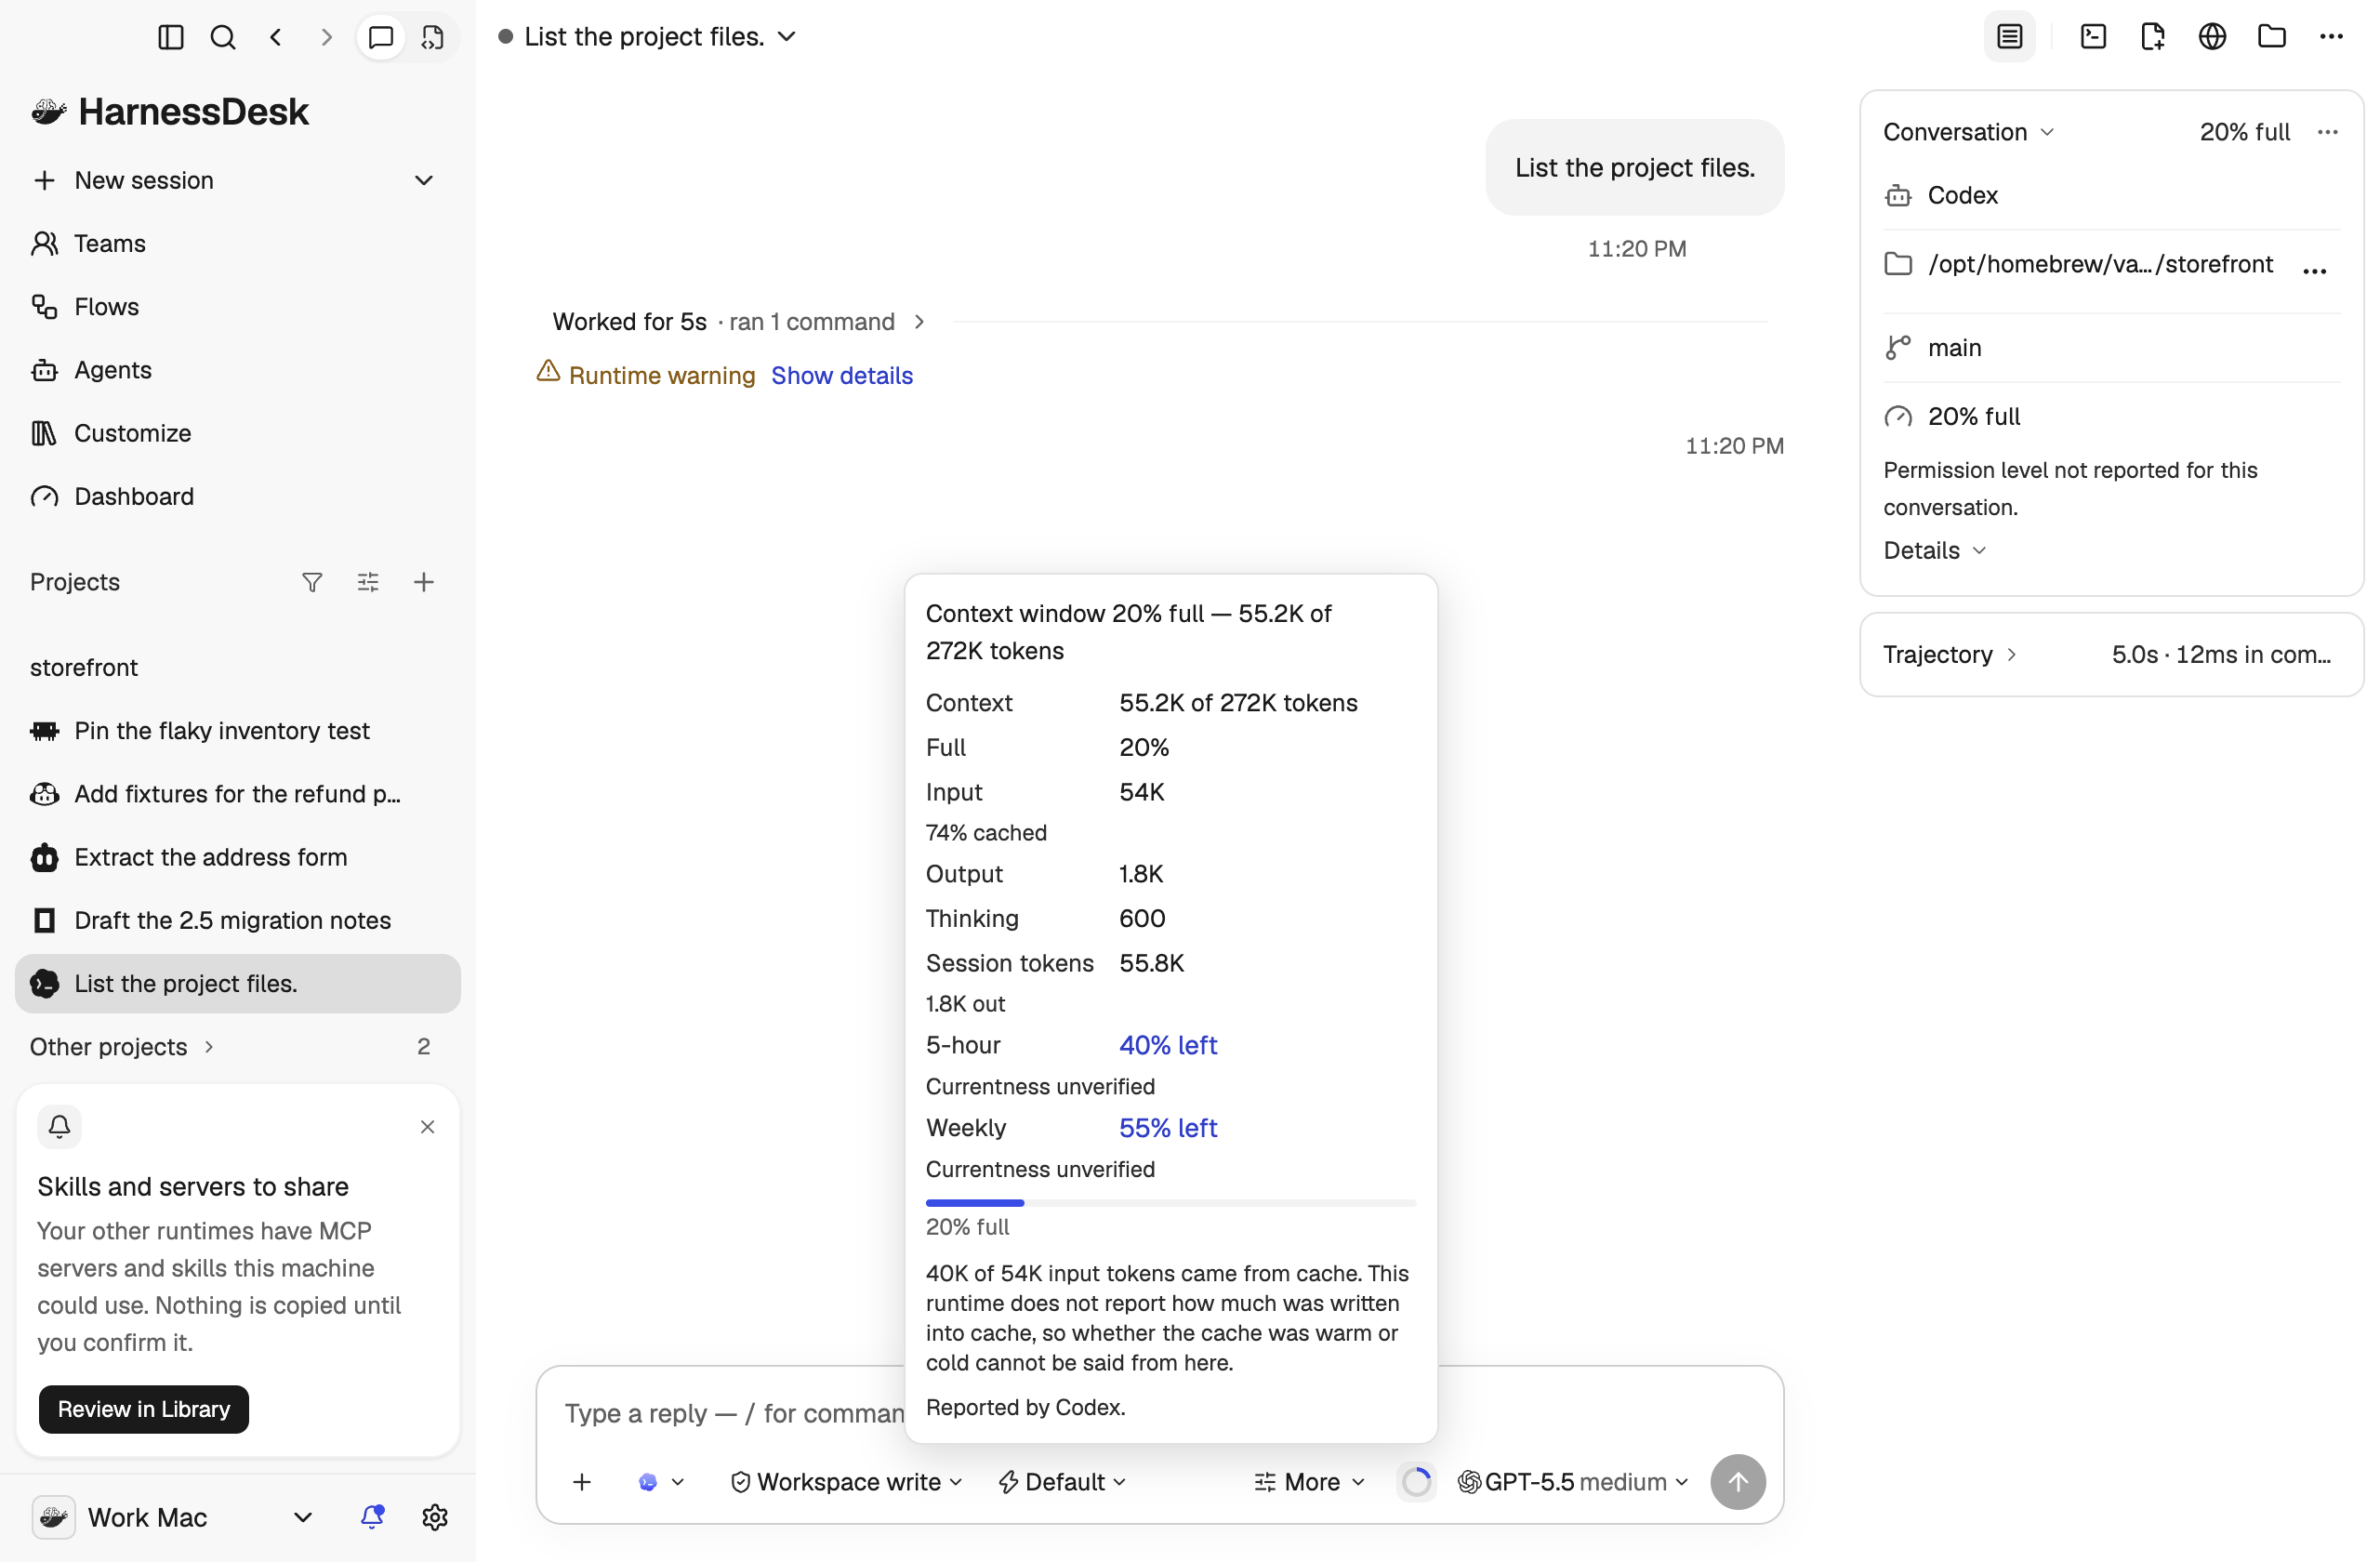 HarnessDesk
New session
Teams
Flows
Agents
Customize
Dashboard
Projects
storefront
Pin the flaky inventory test
Add fixtures for the refund p...
Extract the address form
Draft the 2.5 migration notes
List the project files.
Other projects 2
Skills and servers to share
Your other runtimes have MCP
servers and skills this machine
could use. Nothing is copied until
you confirm it.
Review in Library
Work Mac
List the project files.
List the project files.
11:20 PM
Worked for 5s · ran 1 command
Runtime warning Show details
11:20 PM
Context window 20% full — 55.2K of
272K tokens
Context 55.2K of 272K tokens
Full 20%
Input 54K
74% cached
Output 1.8K
Thinking 600
Session tokens 55.8K
1.8K out
5-hour 40% left
Currentness unverified
Weekly 55% left
Currentness unverified
20% full
40K of 54K input tokens came from cache. This
runtime does not report how much was written
into cache, so whether the cache was warm or
cold cannot be said from here.
Reported by Codex.
Type a reply — / for comman
Workspace write Default More GPT-5.5 medium
Conversation 20% full
Codex
/opt/homebrew/va.../storefront
main
20% full
Permission level not reported for this
conversation.
Details
Trajectory 5.0s · 12ms in com...